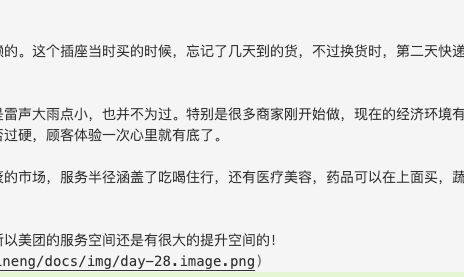 的。这个插座当时买的时候，忘记了几天到的货，不过换货时，第二天快递
是雷声大雨点小，也并不为过。特别是很多商家刚开始做，现在的经济环境有
否过硬，顾客体验一次心里就有底了。
的市场，服务半径涵盖了吃喝住行，还有医疗美容，药品可以在上面买，蔬
所以美团的服务空间还是有很大的提升空间的！
ineng/docs/img/day-28.image.png)